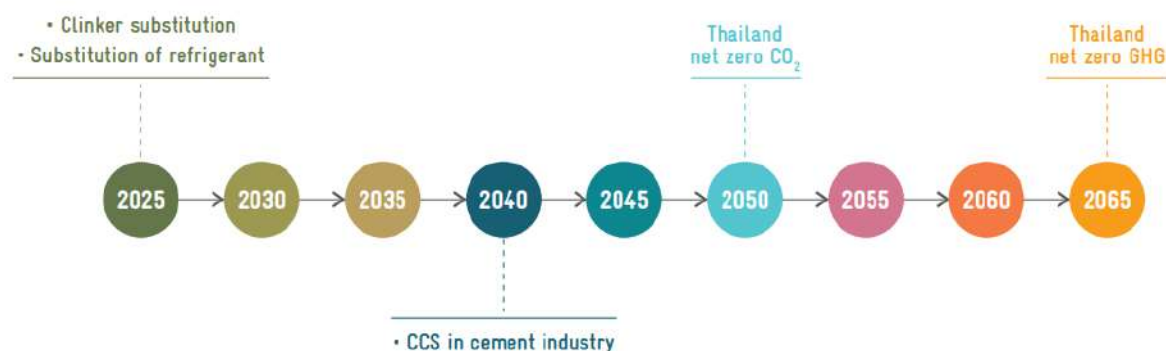 • Clinker substitution
• Substitution of refrigerant
Thailand
net zero CO₂
Thailand
net zero GHG
2025
2030
2035
2040
2045
2050
2055
2060
2065
• CCS in cement industry